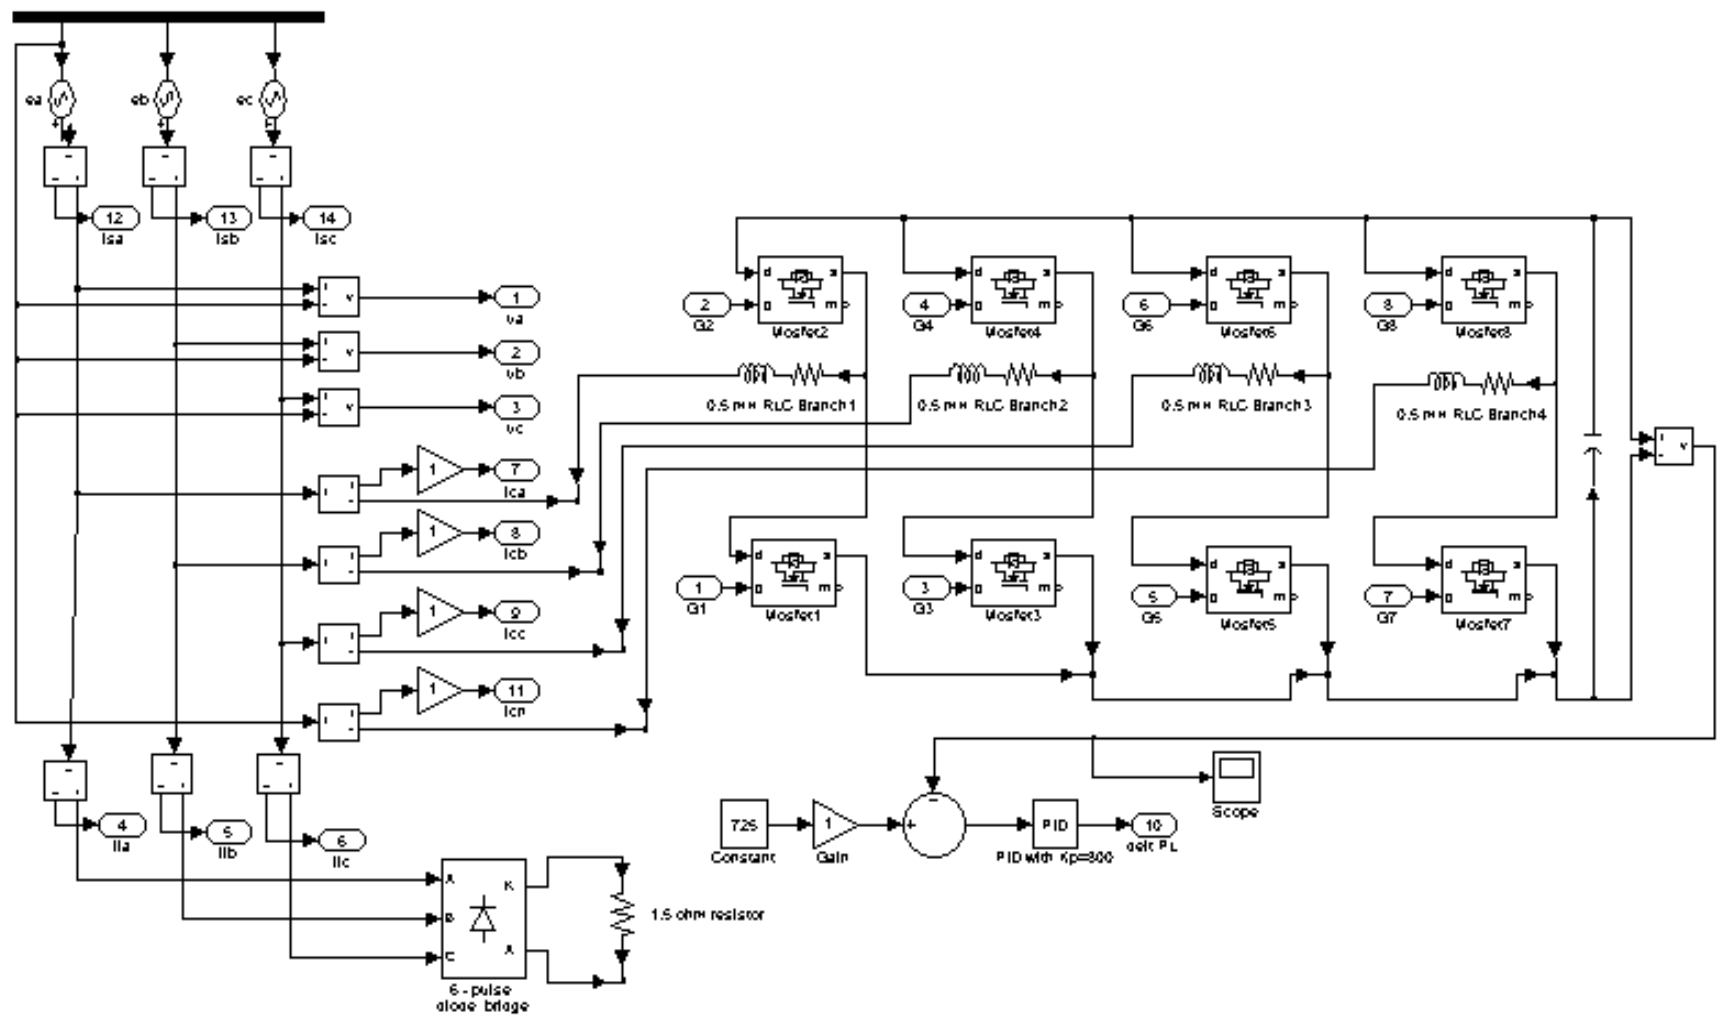 ea
eb
ec
12
Isa
13
Isb
14
Isc
v
1
va
v
2
vb
v
3
vc
1
7
Ica
1
8
Icb
1
9
Icc
1
11
Icn
2
G2
d
g
s
m
Mosfet2
4
G4
d
g
s
m
Mosfet4
6
G6
d
g
s
m
Mosfet6
8
G8
d
g
s
m
Mosfet8
0.5 mH RLC Branch1
0.5 mH RLC Branch2
0.5 mH RLC Branch3
0.5 mH RLC Branch4
v
1
G1
d
g
s
m
Mosfet1
3
G3
d
g
s
m
Mosfet3
5
G5
d
g
s
m
Mosfet5
7
G7
d
g
s
m
Mosfet7
4
Ila
5
Ilb
6
Ilc
725
Constant
1
Gain
PID
PID with Kp=800
10
delt PL
Scope
A
B
C
K
A
6 - pulse
diode bridge
1.5 ohm resistor